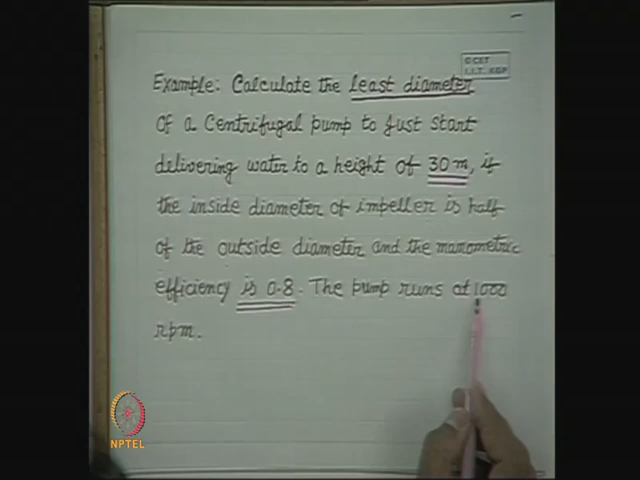 © CET
I.I.T. KGP
Example: Calculate the least diameter
of a Centrifugal pump to just start
delivering water to a height of 30 m, if
the inside diameter of impeller is half
of the outside diameter and the manometric
efficiency is 0.8. The pump runs at 1000
rpm.
NPTEL